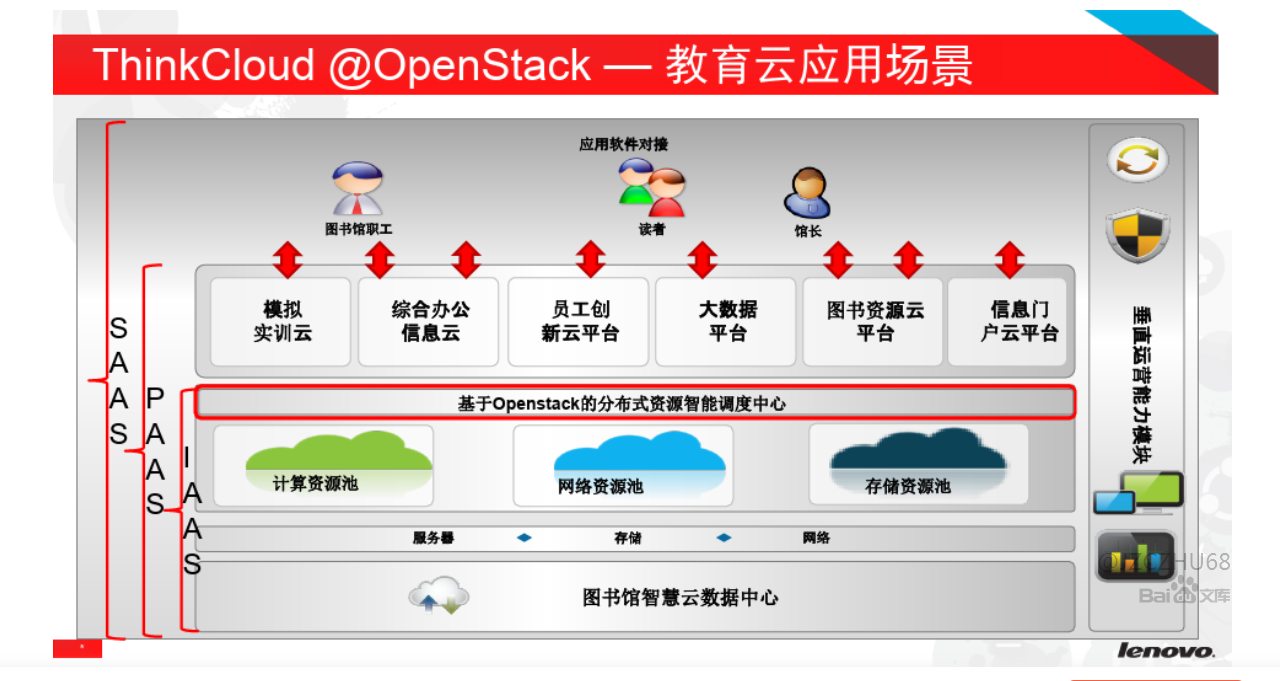 ThinkCloud @OpenStack — 教育云应用场景
应用软件对接
图书馆职工
读者
馆长
模拟
实训云
综合办公
信息云
员工创
新云平台
大数据
平台
图书资源云
平台
信息门
户云平台
基于Openstack的分布式资源智能调度中心
计算资源池
网络资源池
存储资源池
服务器
存储
网络
图书馆智慧云数据中心
SAAS
PAAS
IAAS
垂直运营能力模块
Bai du 文库
lenovo.